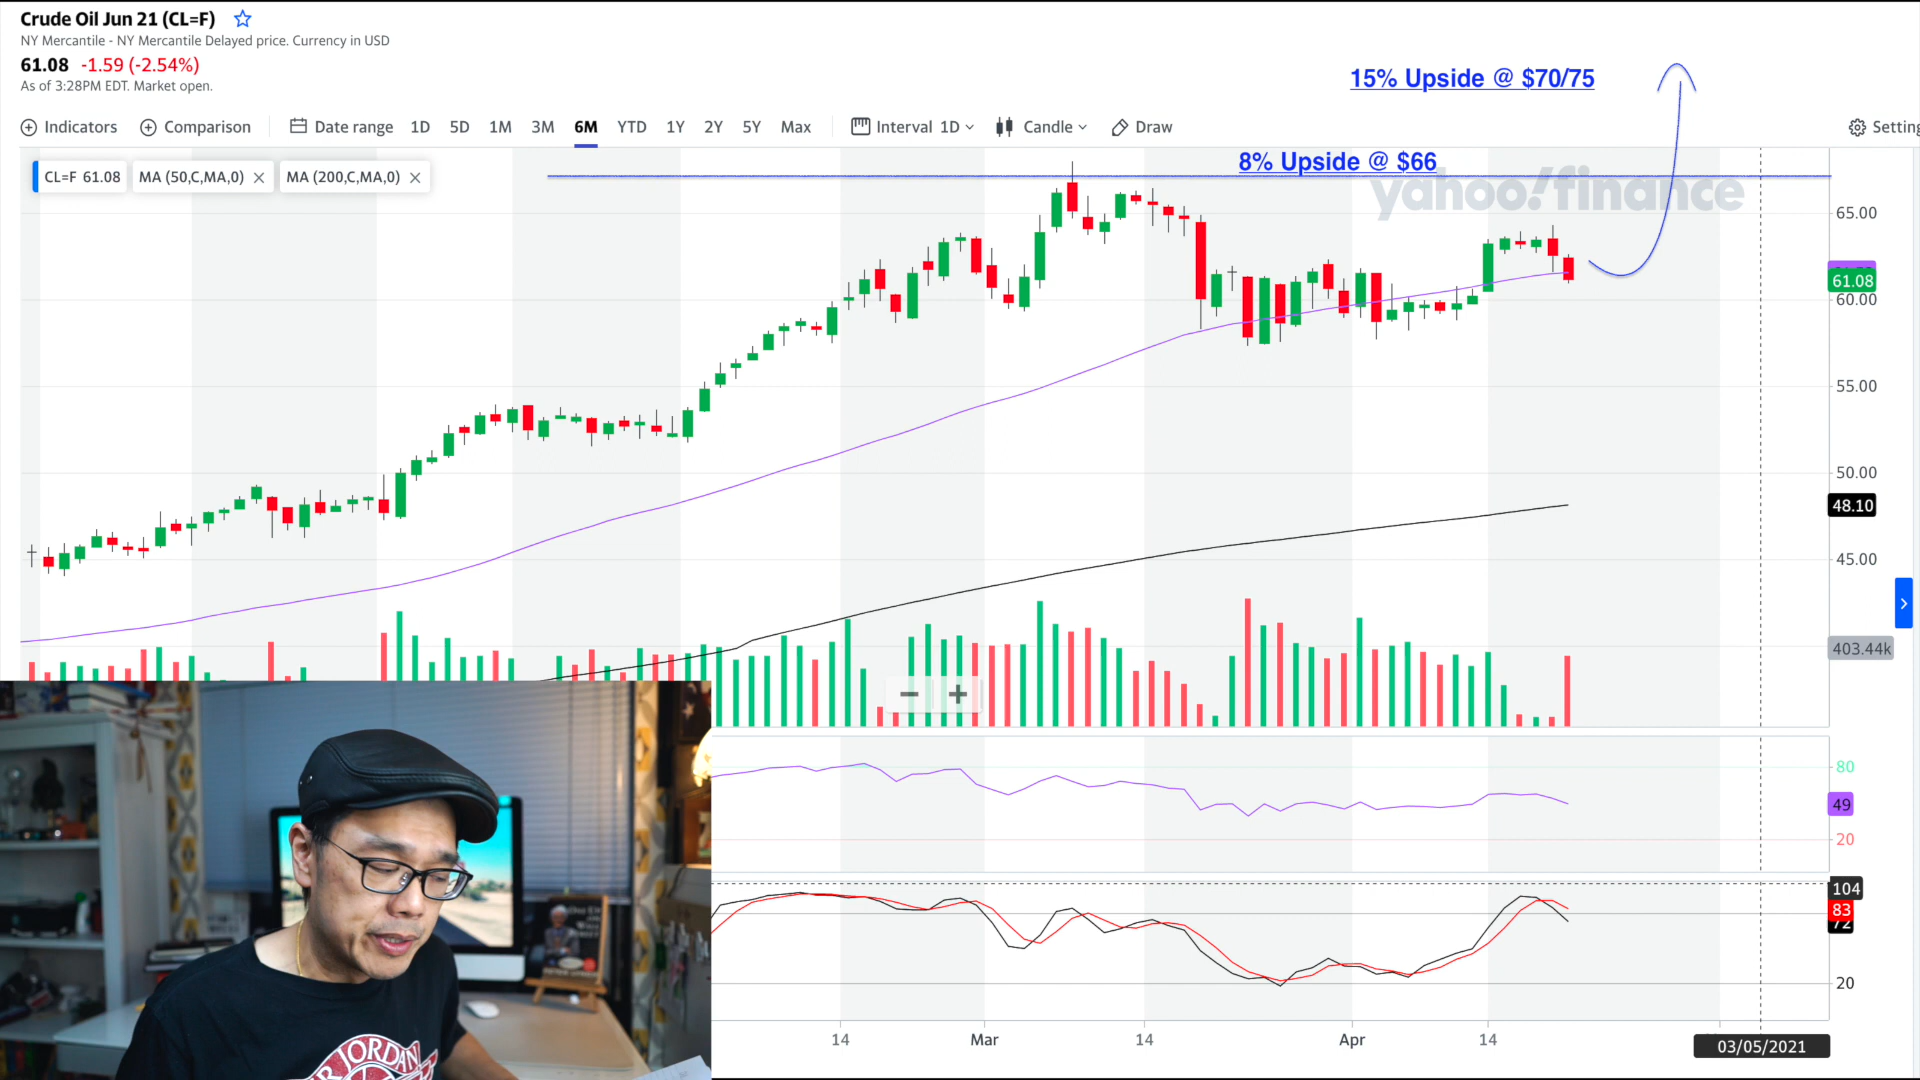 Crude Oil Jun 21 (CL=F)
NY Mercantile - NY Mercantile Delayed price. Currency in USD
61.08 -1.59 (-2.54%)
As of 3:28PM EDT. Market open.
15% Upside @ $70/75
Indicators Comparison Date range 1D 5D 1M 3M 6M YTD 1Y 2Y 5Y Max Interval 1D Candle Draw Setting
8% Upside @ $66
CL=F 61.08 MA (50,C,MA,0) MA (200,C,MA,0)
yahoo!finance
65.00
61.08
60.00
55.00
50.00
48.10
45.00
403.44k
80
49
20
104
83
72
20
14 Mar 14 Apr 14
03/05/2021
JORDAN